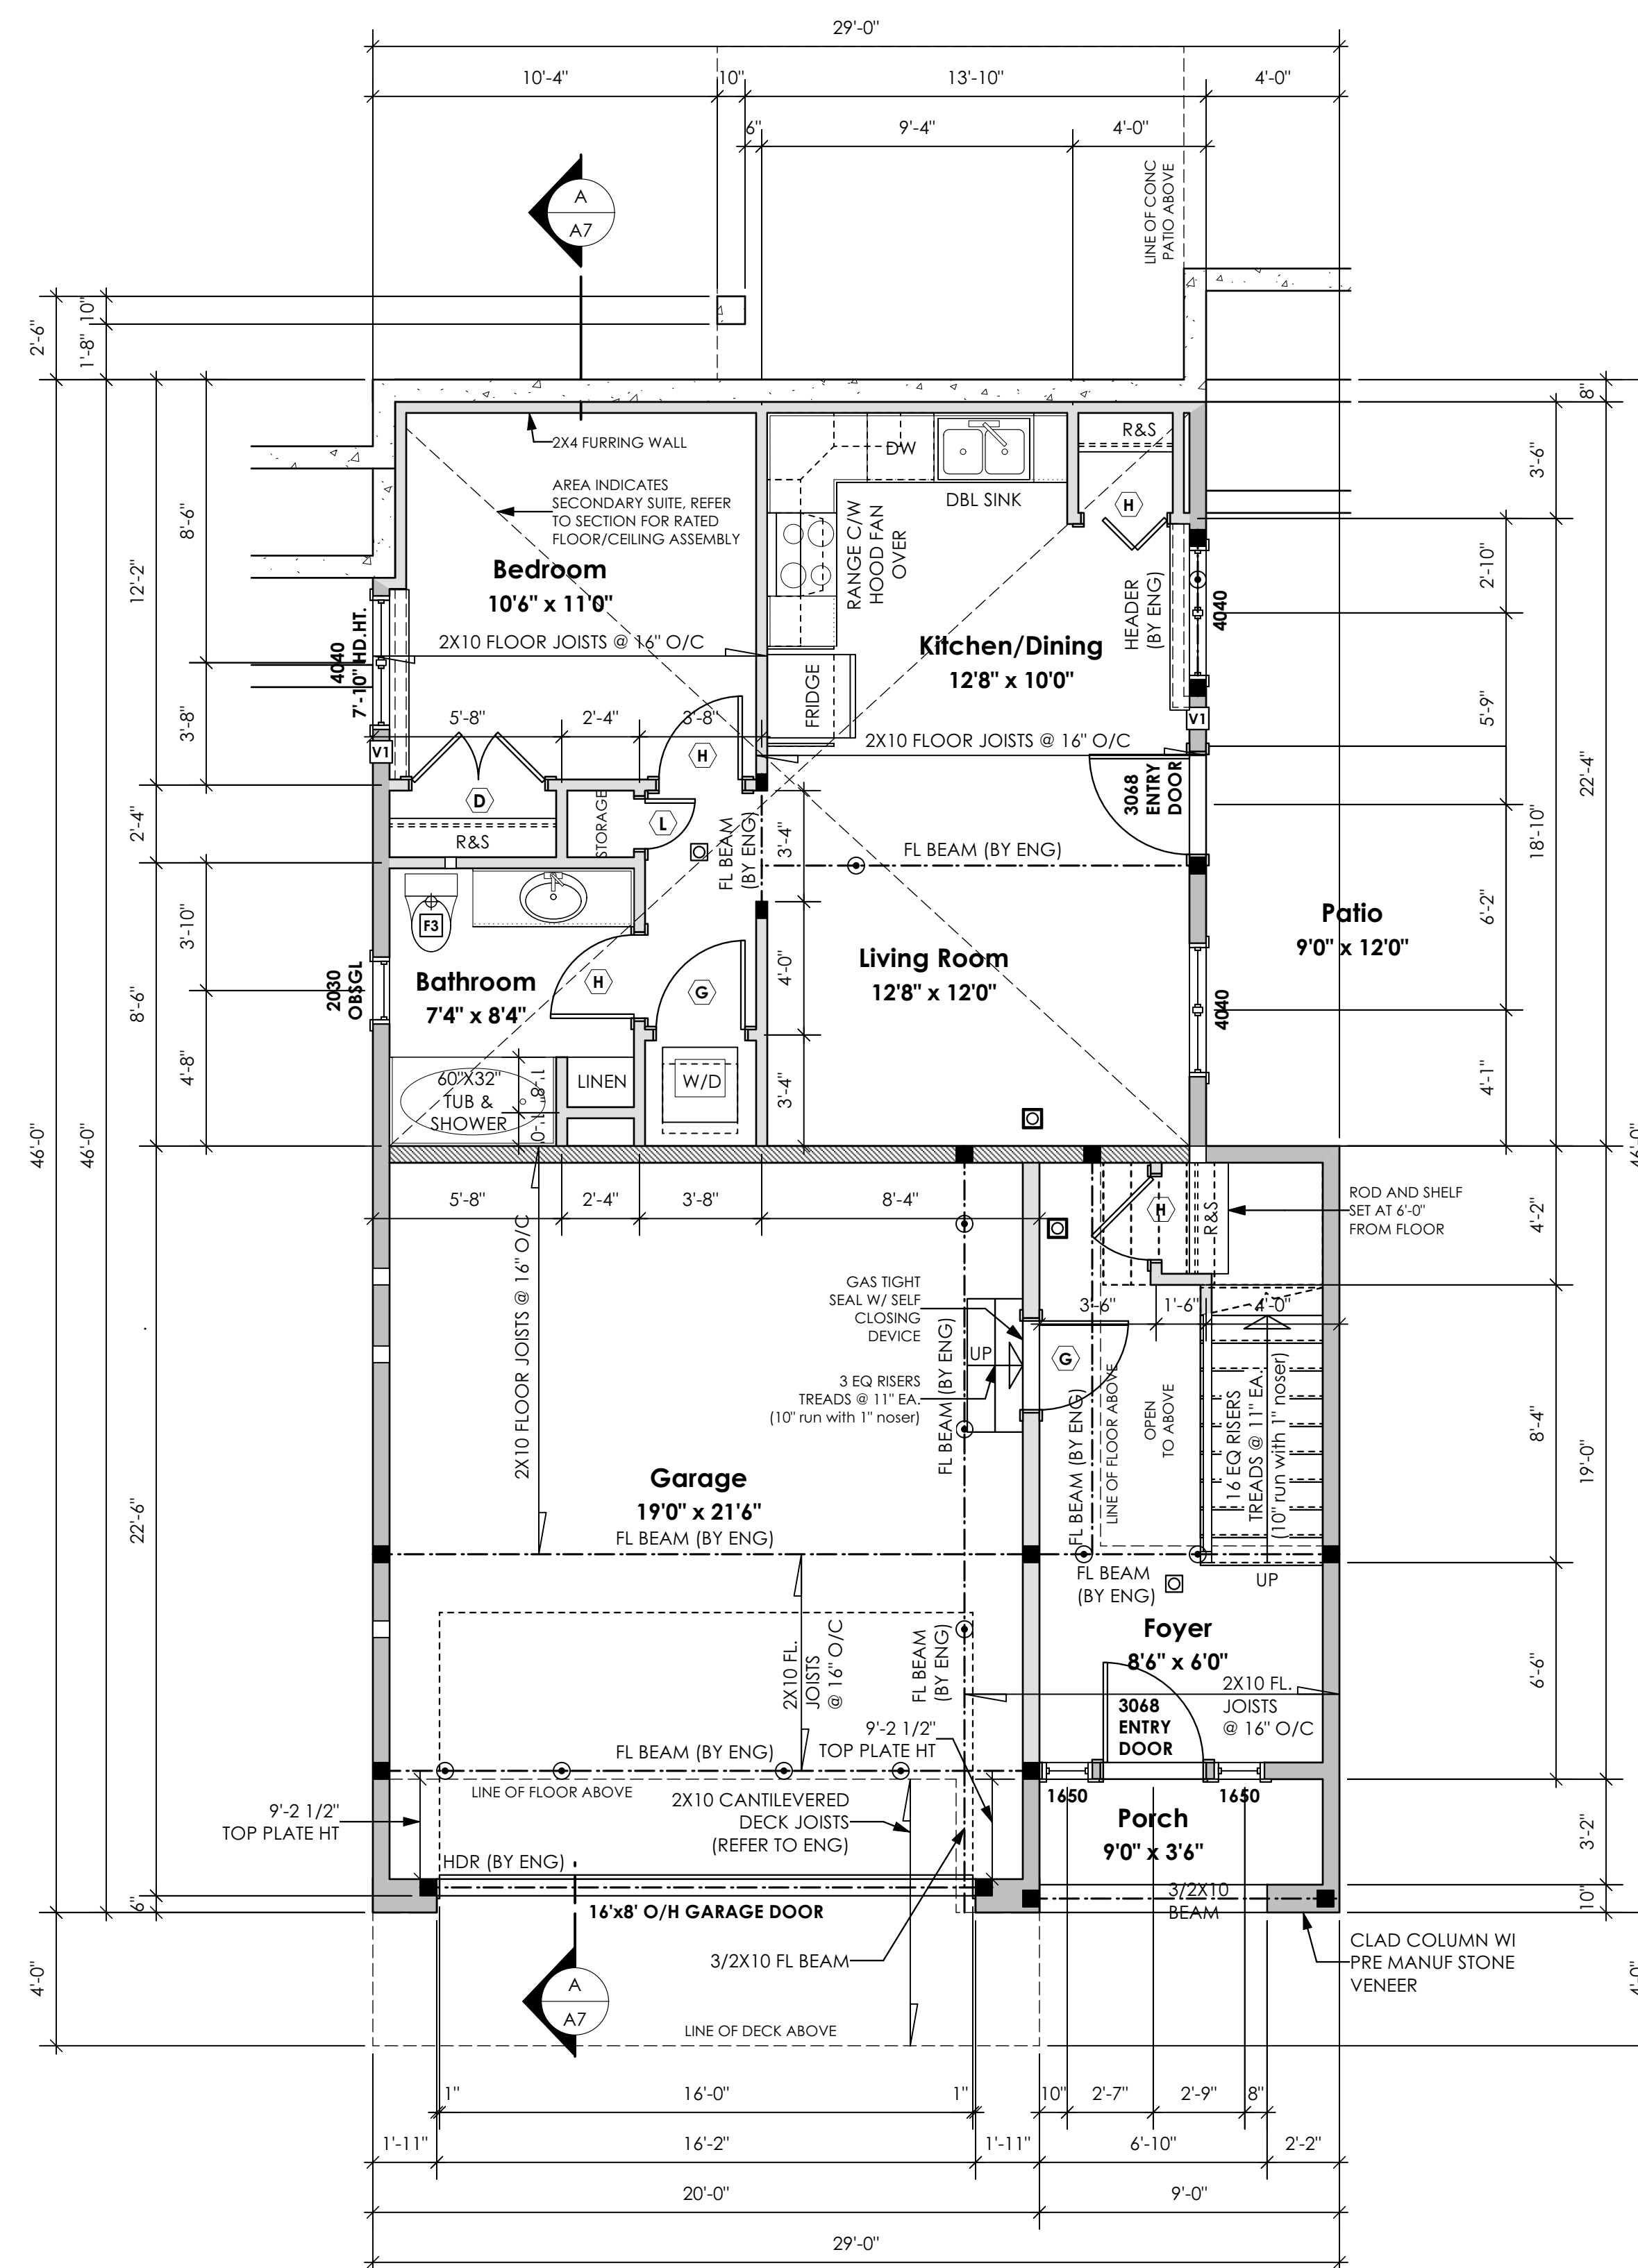 29'-0"
10'-4"
10"
13'-10"
4'-0"
6"
9'-4"
4'-0"
LINE OF CONC
PATIO ABOVE
A
A7
2'-6"
1'-8"
10"
8"
2X4 FURRING WALL
R&S
DW
DBL SINK
3'-6"
AREA INDICATES
SECONDARY SUITE, REFER
TO SECTION FOR RATED
FLOOR/CEILING ASSEMBLY
H
RANGE C/W
HOOD FAN
OVER
8'-6"
12'-2"
Bedroom
10'6" x 11'0"
HEADER
(BY ENG)
4040
2'-10"
4040
7'-10" HD.HT.
2X10 FLOOR JOISTS @ 16" O/C
Kitchen/Dining
12'8" x 10'0"
FRIDGE
3'-8"
5'-8"
2'-4"
3'-8"
V1
5'-9"
22'-4"
V1
H
2X10 FLOOR JOISTS @ 16" O/C
3068
ENTRY
DOOR
D
STORAGE
L
2'-4"
R&S
FL BEAM
(BY ENG)
3'-4"
FL BEAM (BY ENG)
18'-10"
F3
3'-10"
Patio
9'0" x 12'0"
6'-2"
Living Room
12'8" x 12'0"
2030
OBSGL
Bathroom
7'4" x 8'4"
H
G
4'-0"
8'-6"
4040
4'-8"
60"X32"
TUB &
SHOWER
1'-8"
1'-0"
LINEN
W/D
3'-4"
4'-1"
46'-0"
46'-0"
46'-0"
5'-8"
2'-4"
3'-8"
8'-4"
H
R&S
ROD AND SHELF
SET AT 6'-0"
FROM FLOOR
4'-2"
2X10 FLOOR JOISTS @ 16" O/C
GAS TIGHT
SEAL W/ SELF
CLOSING
DEVICE
3'-6"
1'-6"
4'-0"
UP
G
3 EQ RISERS
TREADS @ 11" EA.
(10" run with 1" noser)
FL BEAM (BY ENG)
FL BEAM (BY ENG)
LINE OF FLOOR ABOVE
OPEN
TO ABOVE
16 EQ RISERS
TREADS @ 11" EA.
(10" run with 1" noser)
8'-4"
19'-0"
22'-6"
Garage
19'0" x 21'6"
FL BEAM (BY ENG)
FL BEAM
(BY ENG)
UP
Foyer
8'6" x 6'0"
2X10 FL.
JOISTS
@ 16" O/C
FL BEAM
(BY ENG)
2X10 FL.
JOISTS
@ 16" O/C
6'-6"
3068
ENTRY
DOOR
9'-2 1/2"
TOP PLATE HT
FL BEAM (BY ENG)
LINE OF FLOOR ABOVE
1650
1650
9'-2 1/2"
TOP PLATE HT
2X10 CANTILEVERED
DECK JOISTS
(REFER TO ENG)
Porch
9'0" x 3'6"
3'-2"
HDR (BY ENG)
6"
16'x8' O/H GARAGE DOOR
3/2X10
BEAM
10"
3/2X10 FL BEAM
CLAD COLUMN WI
PRE MANUF STONE
VENEER
4'-0"
4'-0"
A
A7
LINE OF DECK ABOVE
1"
16'-0"
1"
10"
2'-7"
2'-9"
8"
1'-11"
16'-2"
1'-11"
6'-10"
2'-2"
20'-0"
9'-0"
29'-0"